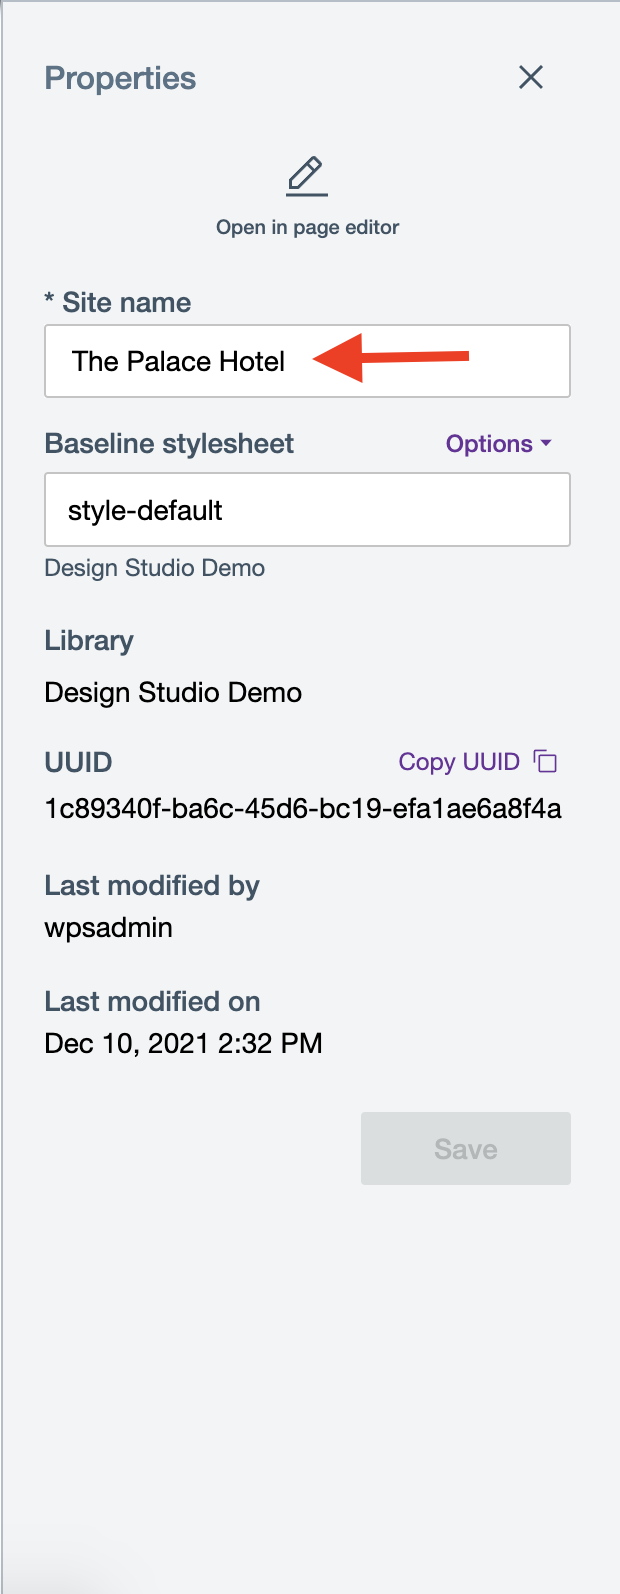 Properties
Open in page editor
* Site name
The Palace Hotel
Baseline stylesheet Options
style-default
Design Studio Demo
Library
Design Studio Demo
UUID Copy UUID
1c89340f-ba6c-45d6-bc19-efa1ae6a8f4a
Last modified by
wpsadmin
Last modified on
Dec 10, 2021 2:32 PM
Save